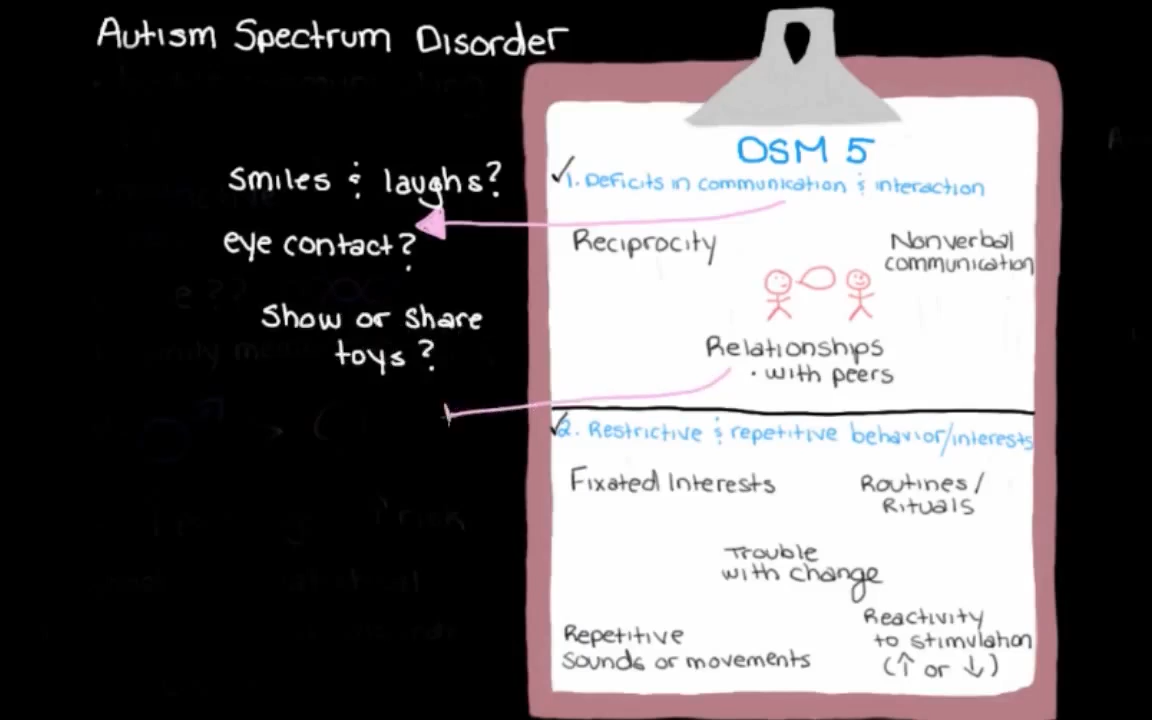 Autism Spectrum Disorder
Smiles & laughs?
eye contact?
Show or share
toys?
DSM 5
✓1. Deficits in communication & interaction
Reciprocity
Nonverbal
communication
Relationships
· with peers
✓2. Restrictive & repetitive behavior/interests
Fixated Interests
Routines/
Rituals
Trouble
with change
Repetitive
sounds or movements
Reactivity
to stimulation
(↑ or ↓)